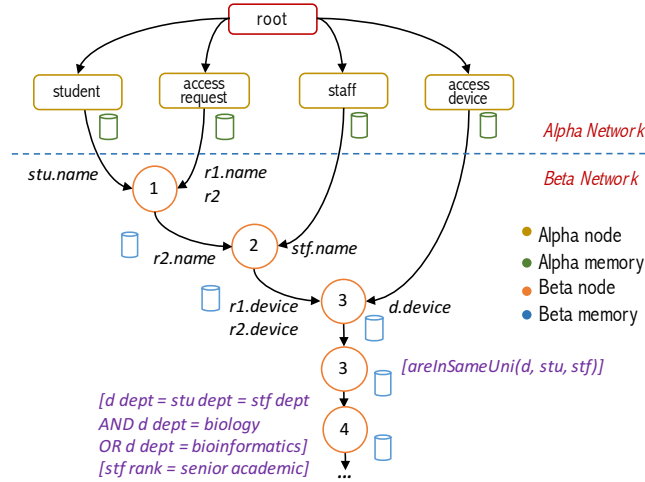 root
student
access
request
staff
access
device
Alpha Network
Beta Network
stu.name
r1.name
r2
1
r2.name
2
stf.name
r1.device
r2.device
3
d.device
Alpha node
Alpha memory
Beta node
Beta memory
3
[areInSameUni(d, stu, stf)]
[d dept = stu dept = stf dept
AND d dept = biology
OR d dept = bioinformatics]
[stf rank = senior academic]
4
...